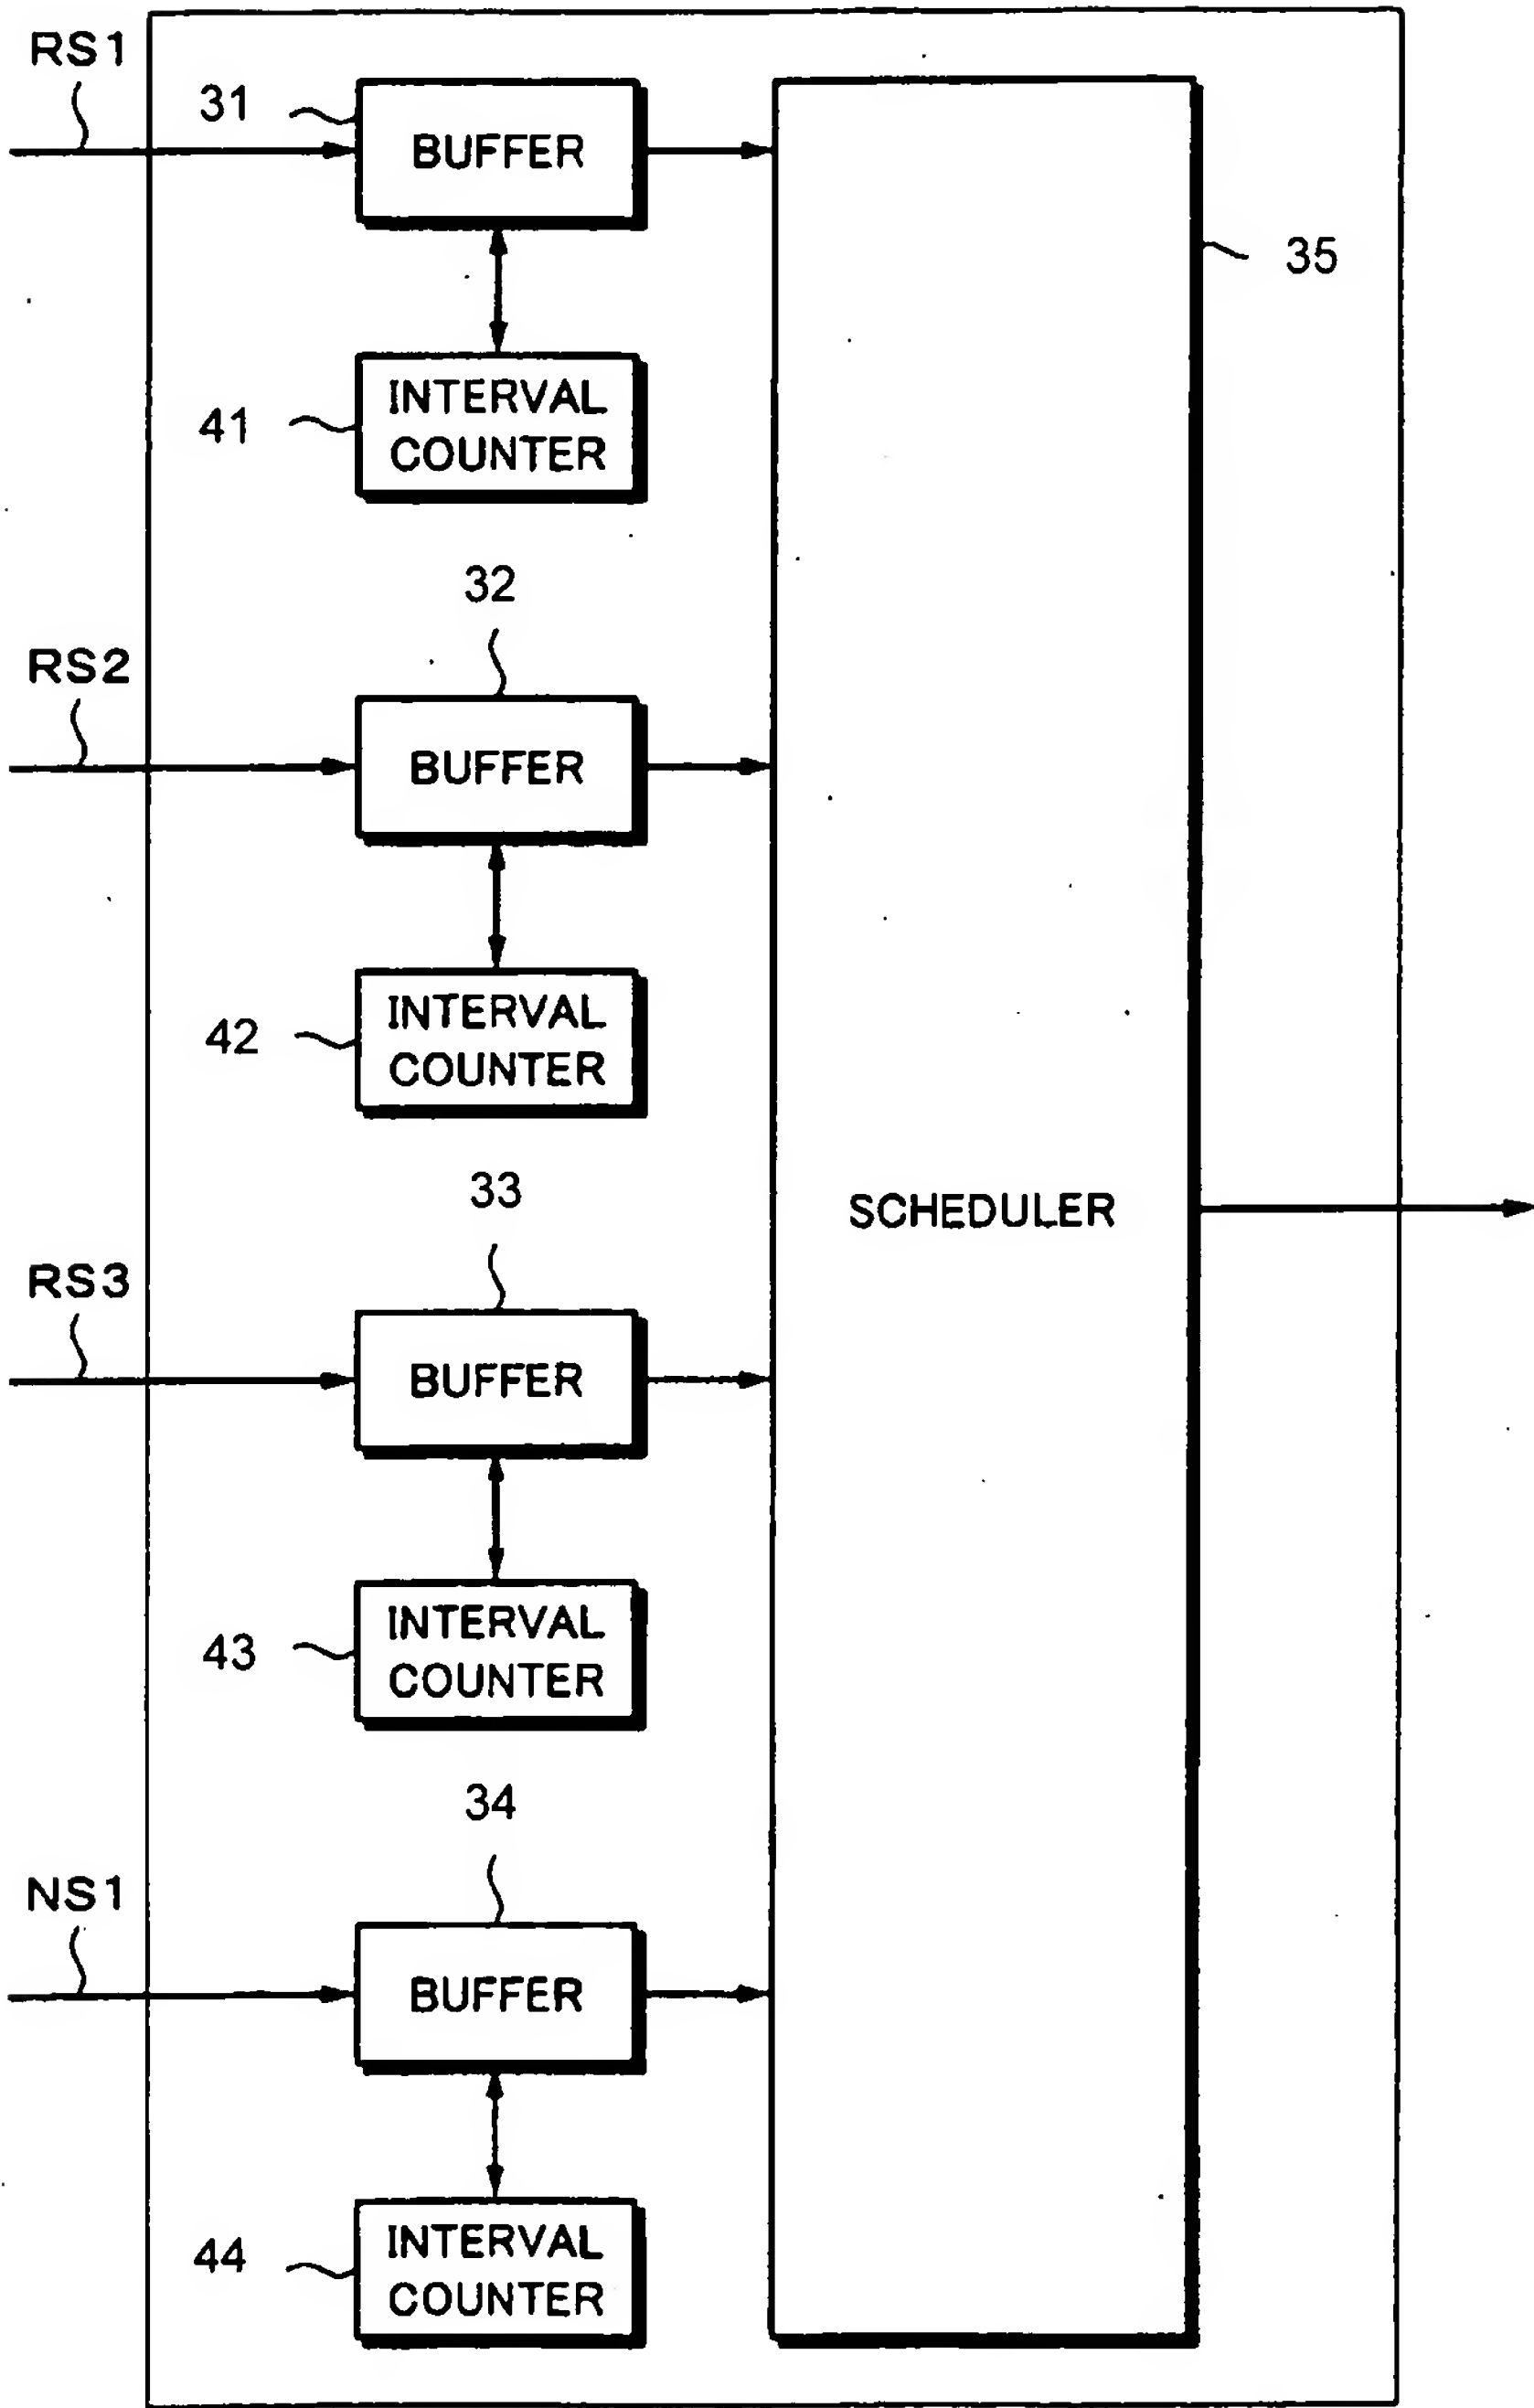 RS1
31
BUFFER
35
41
INTERVAL
COUNTER
32
RS2
BUFFER
42
INTERVAL
COUNTER
33
SCHEDULER
RS3
BUFFER
43
INTERVAL
COUNTER
34
NS1
BUFFER
44
INTERVAL
COUNTER